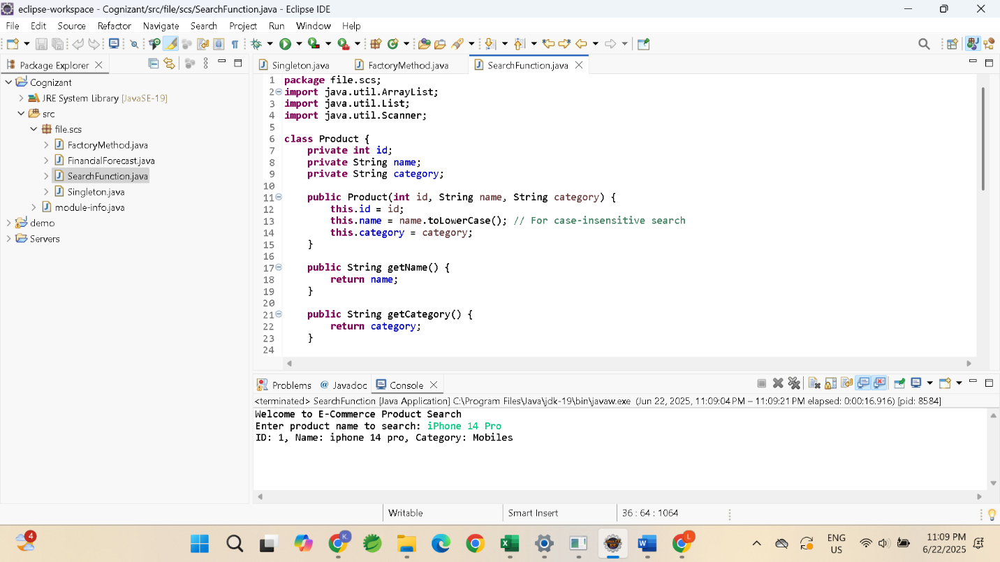 eclipse-workspace - Cognizant/src/file/scs/SearchFunction.java - Eclipse IDE
File Edit Source Refactor Navigate Search Project Run Window Help
Package Explorer
Cognizant
JRE System Library [JavaSE-19]
src
file.scs
FactoryMethod.java
FinancialForecast.java
SearchFunction.java
Singleton.java
module-info.java
demo
Servers
Singleton.java FactoryMethod.java SearchFunction.java
1 package file.scs;
2 import java.util.ArrayList;
3 import java.util.List;
4 import java.util.Scanner;
5
6 class Product {
7 private int id;
8 private String name;
9 private String category;
10
11 public Product(int id, String name, String category) {
12 this.id = id;
13 this.name = name.toLowerCase(); // For case-insensitive search
14 this.category = category;
15 }
16
17 public String getName() {
18 return name;
19 }
20
21 public String getCategory() {
22 return category;
23 }
24
Problems @ Javadoc Console
<terminated> SearchFunction [Java Application] C:\Program Files\Java\jdk-19\bin\javaw.exe (Jun 22, 2025, 11:09:04 PM – 11:09:21 PM elapsed: 0:00:16.916) [pid: 8584]
Welcome to E-Commerce Product Search
Enter product name to search: iPhone 14 Pro
ID: 1, Name: iphone 14 pro, Category: Mobiles
Writable Smart Insert 36 : 64 : 1064
4
K
L
ENG
US
11:09 PM
6/22/2025